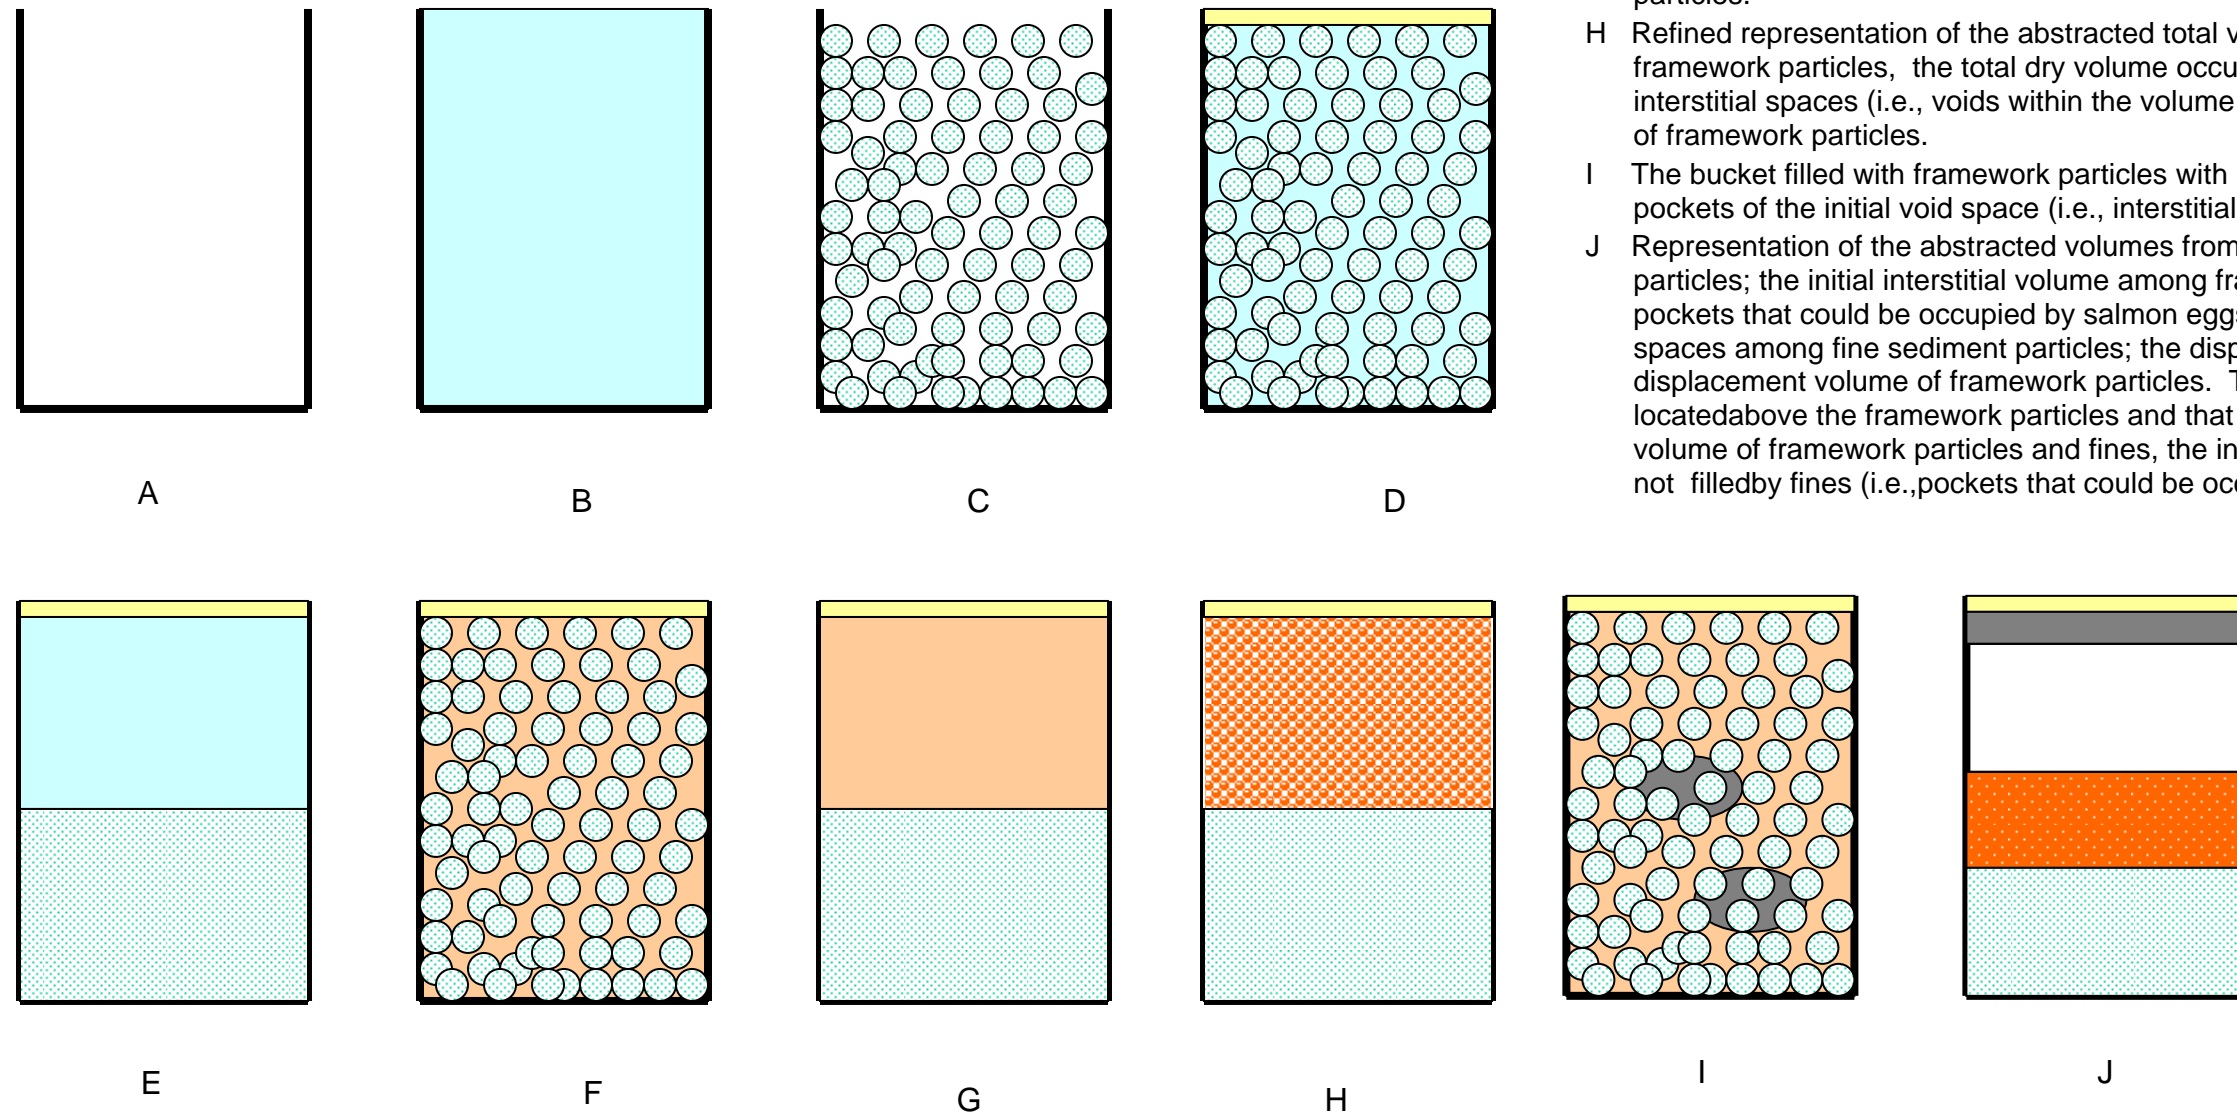 particles.
H Refined representation of the abstracted total v
framework particles, the total dry volume occu
interstitial spaces (i.e., voids within the volume
of framework particles.
I The bucket filled with framework particles with
pockets of the initial void space (i.e., interstitial
J Representation of the abstracted volumes from
particles; the initial interstitial volume among fra
pockets that could be occupied by salmon eggs
spaces among fine sediment particles; the disp
displacement volume of framework particles. T
locatedabove the framework particles and that
volume of framework particles and fines, the in
not filledby fines (i.e.,pockets that could be occ
A
B
C
D
E
F
G
H
I
J